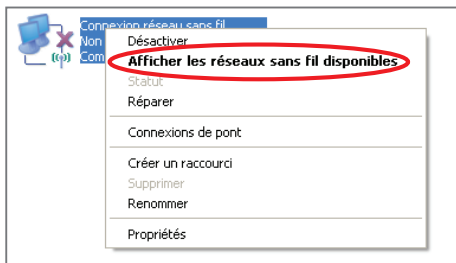 Connexion réseau sans fil
Non
Com
Désactiver
Afficher les réseaux sans fil disponibles
Statut
Réparer
Connexions de pont
Créer un raccourci
Supprimer
Renommer
Propriétés